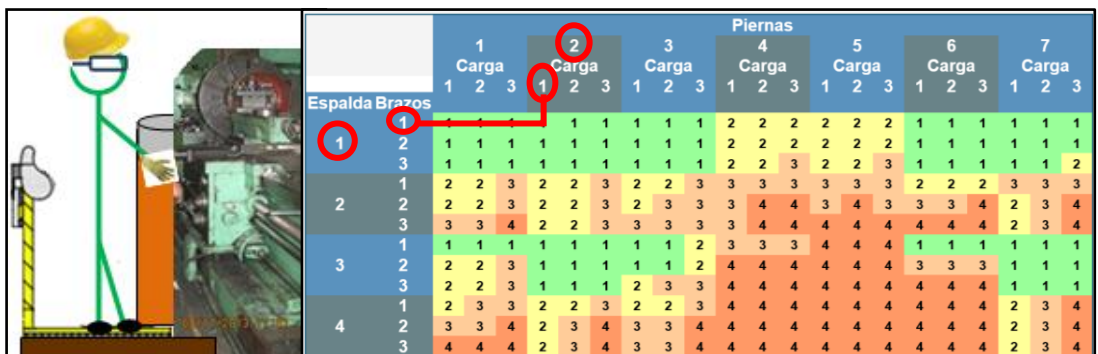 Piernas
1 2 3 4 5 6 7
Carga Carga Carga Carga Carga Carga Carga
1 2 3 1 2 3 1 2 3 1 2 3 1 2 3 1 2 3 1 2 3
Espalda Brazos
1 1 1 1 1 1 1 1 1 1 2 2 2 2 2 2 1 1 1 1 1 1
1 2 1 1 1 1 1 1 1 1 1 2 2 2 2 2 2 1 1 1 1 1 1
3 1 1 1 1 1 1 1 1 1 2 2 3 2 2 3 1 1 1 1 1 2
1 2 2 3 2 2 3 2 2 3 3 3 3 3 3 3 2 2 2 3 3 3
2 2 2 2 3 2 2 3 2 3 3 3 4 4 3 4 3 3 3 4 2 3 4
3 3 3 4 2 2 3 3 3 3 3 4 4 4 4 4 4 4 4 2 3 4
1 1 1 1 1 1 1 1 1 2 3 3 3 4 4 4 1 1 1 1 1 1
3 2 2 2 3 1 1 1 1 1 2 4 4 4 4 4 4 3 3 3 1 1 1
3 2 2 3 1 1 1 2 3 3 4 4 4 4 4 4 4 4 4 1 1 1
1 2 3 3 2 2 3 2 2 3 4 4 4 4 4 4 4 4 4 2 3 4
4 2 3 3 4 2 3 4 3 3 4 4 4 4 4 4 4 4 4 4 2 3 4
3 4 4 4 2 3 4 3 3 4 4 4 4 4 4 4 4 4 4 2 3 4